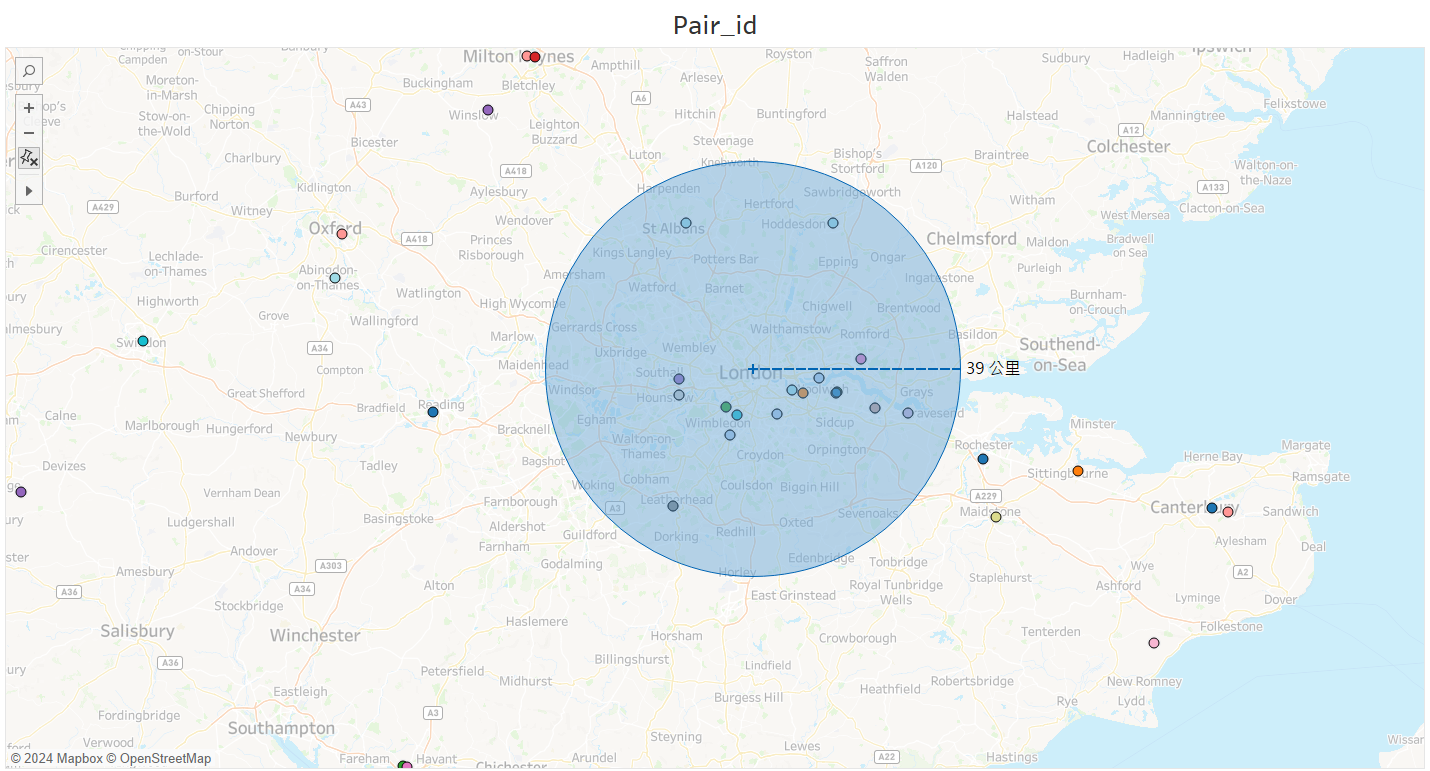 Pair_id
Camden
on-Stour
Banbury
Milton
Royston
Ipswich
Ampthill
Saffron
Walden
Sudbury
Hadleigh
Moreton-
in-Marsh
Buckingham
Bletchley
Arlesey
Chipping
Norton
A43
A6
Felixstowe
Stow-on-
the-Wold
Winslow
Leighton
Buzzard
Hitchin
Buntingford
Halstead
Manningtree
A12
Bicester
Stevenage
Colchester
Charlbury
Luton
Knebworth
Bishop's
Stortford
A120
Braintree
Walton-on-
the-Naze
A418
Kidlington
Aylesbury
Harpenden
Sawbridgeworth
A133
Burford
Witney
A429
Hertford
Witham
Clacton-on-Sea
Wendover
St Albans
Hoddesdon
West Mersea
Oxford
A418
Princes
Risborough
Chelmsford
Maldon
Bradwell
on Sea
Cirencester
Lechlade-
on-Thames
Kings Langley
Potters Bar
Epping
Ongar
Purleigh
Abingdon-
on-Thames
Amersham
Ingatestone
Watlington
Watford
Barnet
Burnham-
on-Crouch
Highworth
High Wycombe
Chigwell
Brentwood
Grove
Wallingford
Gerrards Cross
Walthamstow
Romford
Basildon
Marlow
Southend-
on-Sea
A34
Uxbridge
Wembley
Maidenhead
Southall
London
39 公里
Windsor
Hounslow
Grays
Bradfield
Reading
Calne
Marlborough
Hungerford
Newbury
Bracknell
Egham
Wimbledon
Sidcup
Gravesend
Minster
Walton-on-
Thames
Rochester
Margate
Devizes
Tadley
Bagshot
Croydon
Orpington
Herne Bay
Sittingbourne
Ramsgate
Vernham Dean
Woking
Cobham
Coulsdon
Biggin Hill
A229
Farnborough
A3
Leatherhead
Maidstone
Canterbury
Sandwich
Ludgershall
Basingstoke
Aldershot
Guildford
Redhill
Oxted
Sevenoaks
Dorking
Aylesham
Deal
Andover
Farnham
Edenbridge
Tonbridge
Wye
Amesbury
A303
Godalming
Horley
A2
A36
A34
Alton
Staplehurst
Ashford
East Grinstead
Royal Tunbridge
Wells
Lyminge
Dover
Stockbridge
Haslemere
Folkestone
Salisbury
Winchester
Horsham
Crowborough
Tenterden
A36
Billingshurst
Lindfield
Petersfield
Midhurst
Robertsbridge
New Romney
Eastleigh
Burgess Hill
Heathfield
Rye
Lydd
Fordingbridge
A3
Southampton
Steyning
Lewes
Verwood
Fareham
Havant
Chichester
Arundel
A22
Hastings
© 2024 Mapbox © OpenStreetMap